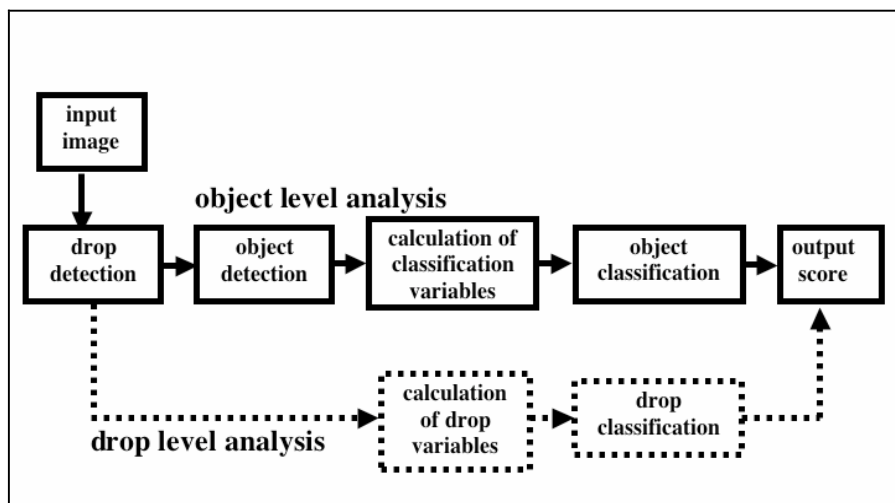 input
image
object level analysis
drop
detection
object
detection
calculation of
classification
variables
object
classification
output
score
calculation
of drop
variables
drop
classification
drop level analysis